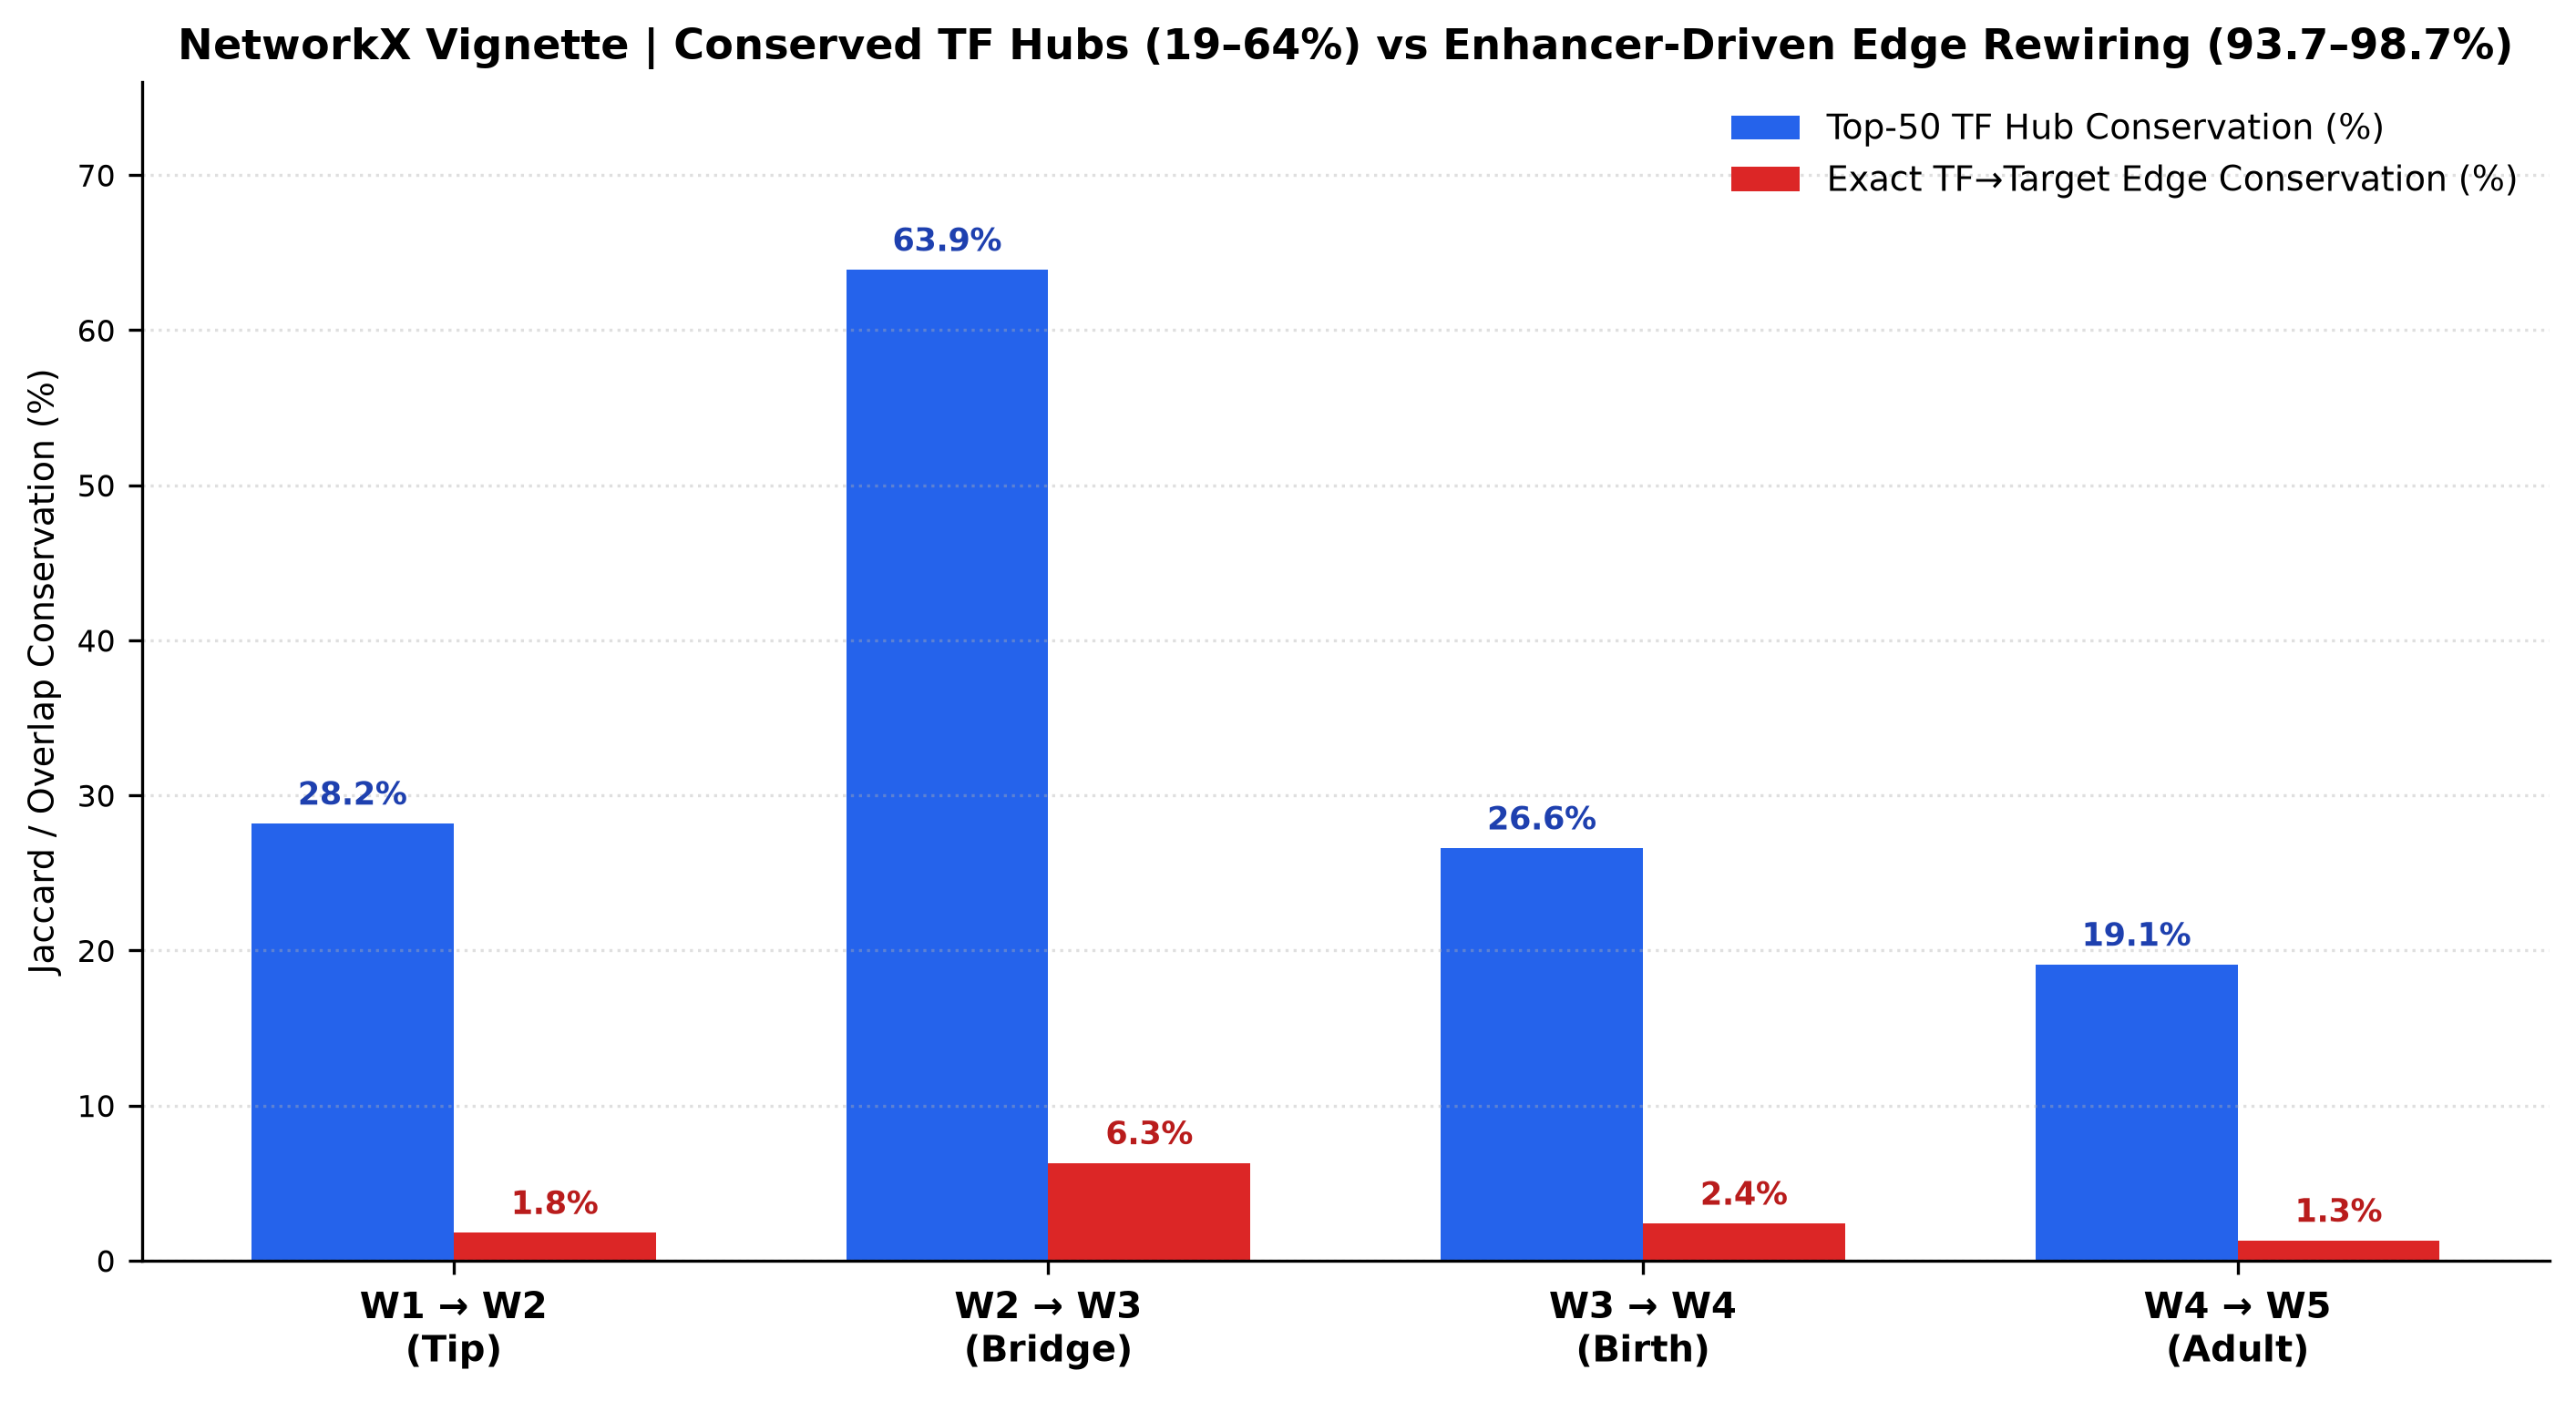 NetworkX Vignette | Conserved TF Hubs (19–64%) vs Enhancer-Driven Edge Rewiring (93.7–98.7%)
Top-50 TF Hub Conservation (%)
Exact TF→Target Edge Conservation (%)
Jaccard / Overlap Conservation (%)
70
60
50
40
30
20
10
0
28.2%
1.8%
63.9%
6.3%
26.6%
2.4%
19.1%
1.3%
W1 → W2
(Tip)
W2 → W3
(Bridge)
W3 → W4
(Birth)
W4 → W5
(Adult)